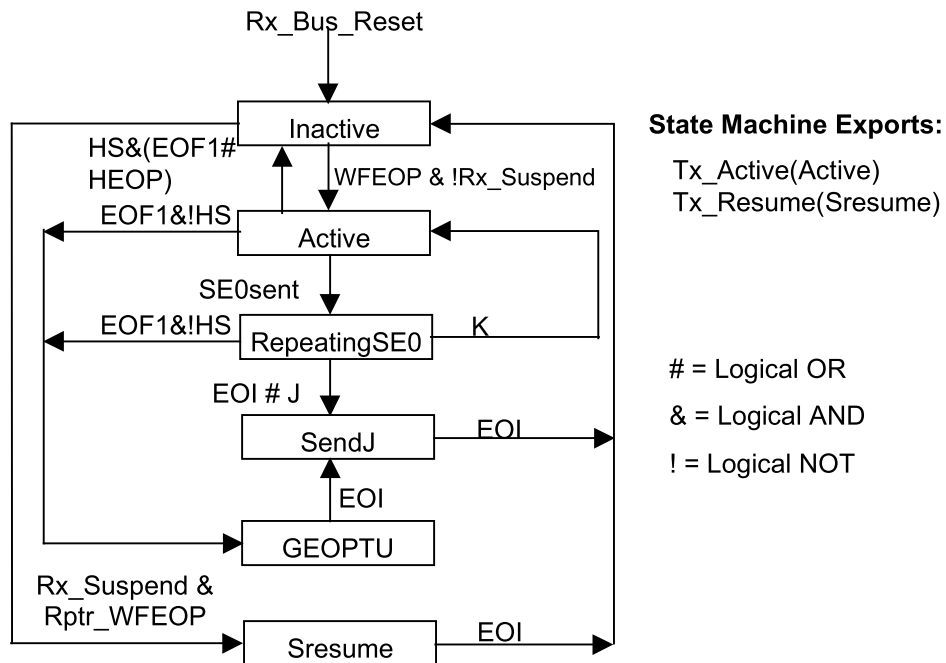 Rx_Bus_Reset
Inactive
HS&(EOF1#
HEOP)
WFEOP & !Rx_Suspend
EOF1&!HS
Active
SE0sent
EOF1&!HS
RepeatingSE0
K
EOI # J
SendJ
EOI
EOI
GEOPTU
Rx_Suspend &
Rptr_WFEOP
Sresume
EOI
State Machine Exports:
Tx_Active(Active)
Tx_Resume(Sresume)
# = Logical OR
& = Logical AND
! = Logical NOT